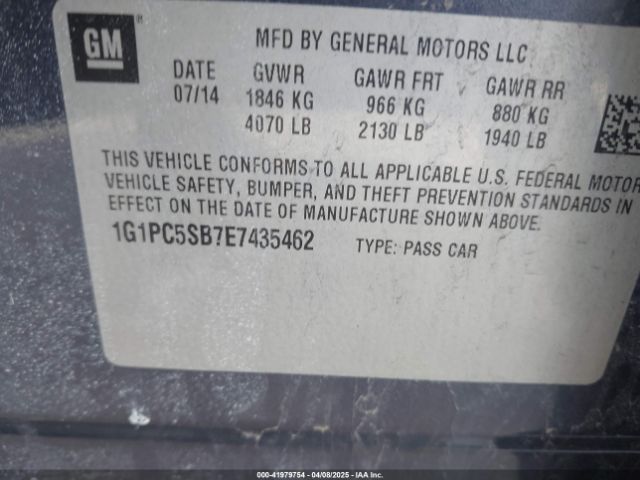 GM
MFD BY GENERAL MOTORS LLC
DATE GVWR GAWR FRT GAWR RR
07/14 1846 KG 966 KG 880 KG
4070 LB 2130 LB 1940 LB
THIS VEHICLE CONFORMS TO ALL APPLICABLE U.S. FEDERAL MOTOR
VEHICLE SAFETY, BUMPER, AND THEFT PREVENTION STANDARDS IN
EFFECT ON THE DATE OF MANUFACTURE SHOWN ABOVE.
1G1PC5SB7E7435462 TYPE: PASS CAR
000-41979754 - 04/08/2025 - IAA Inc.